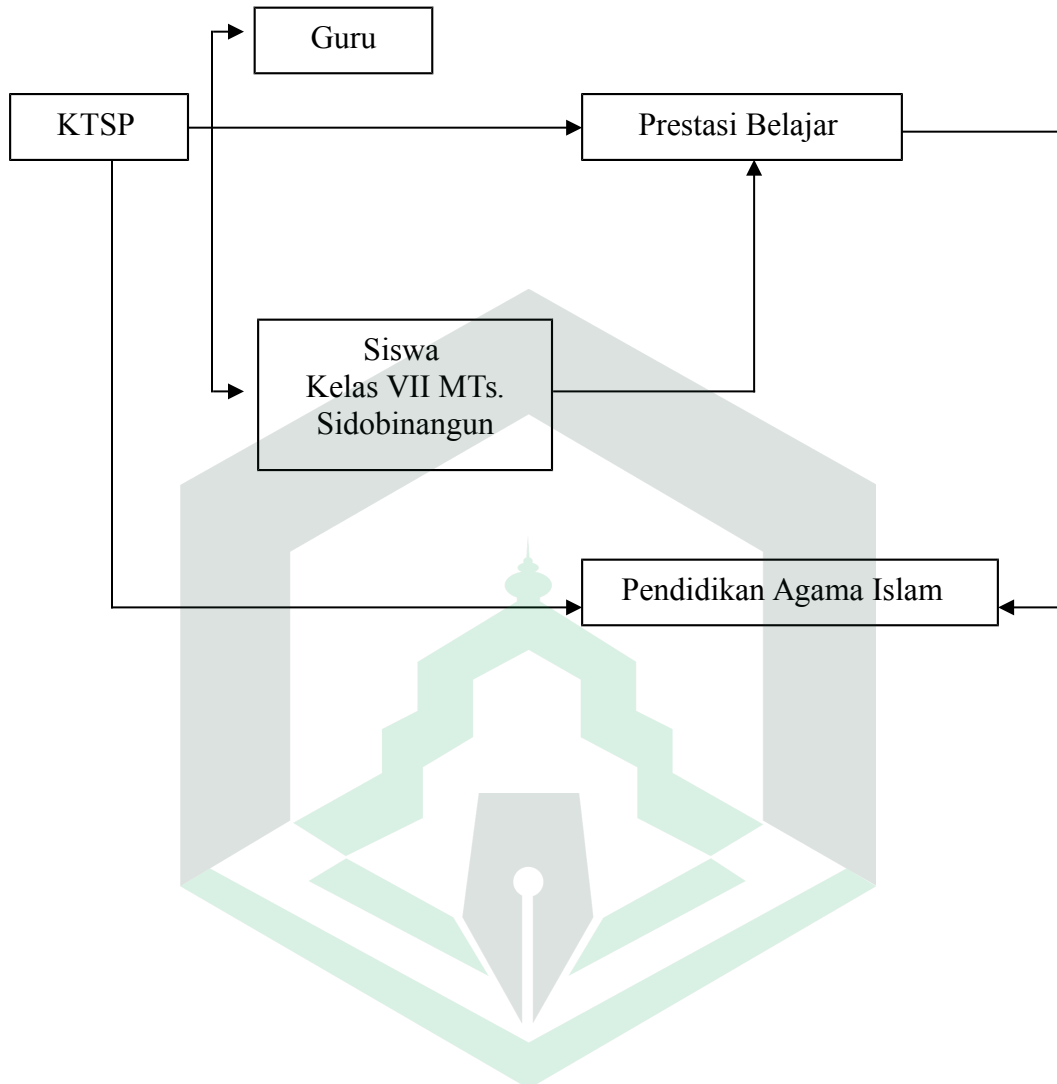 Guru
KTSP
Prestasi Belajar
Siswa
Kelas VII MTs.
Sidobinangun
Pendidikan Agama Islam